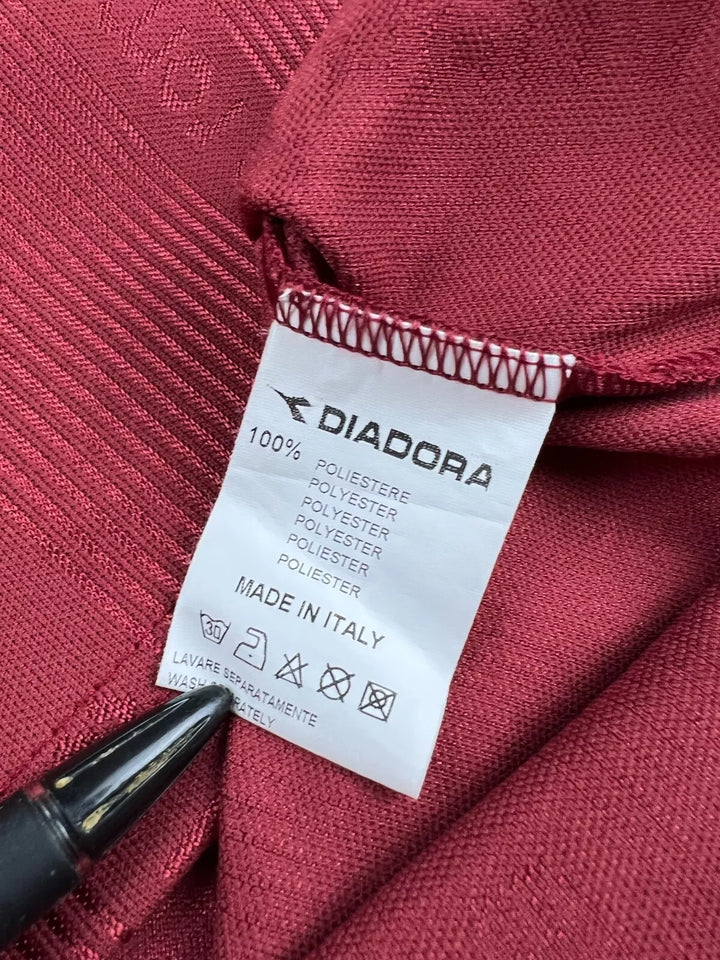 DIADORA
100% POLIESTERE
POLYESTER
POLYESTER
POLYESTER
POLIESTER
POLIESTER
MADE IN ITALY
30
LAVARE SEPARATAMENTE
WASH